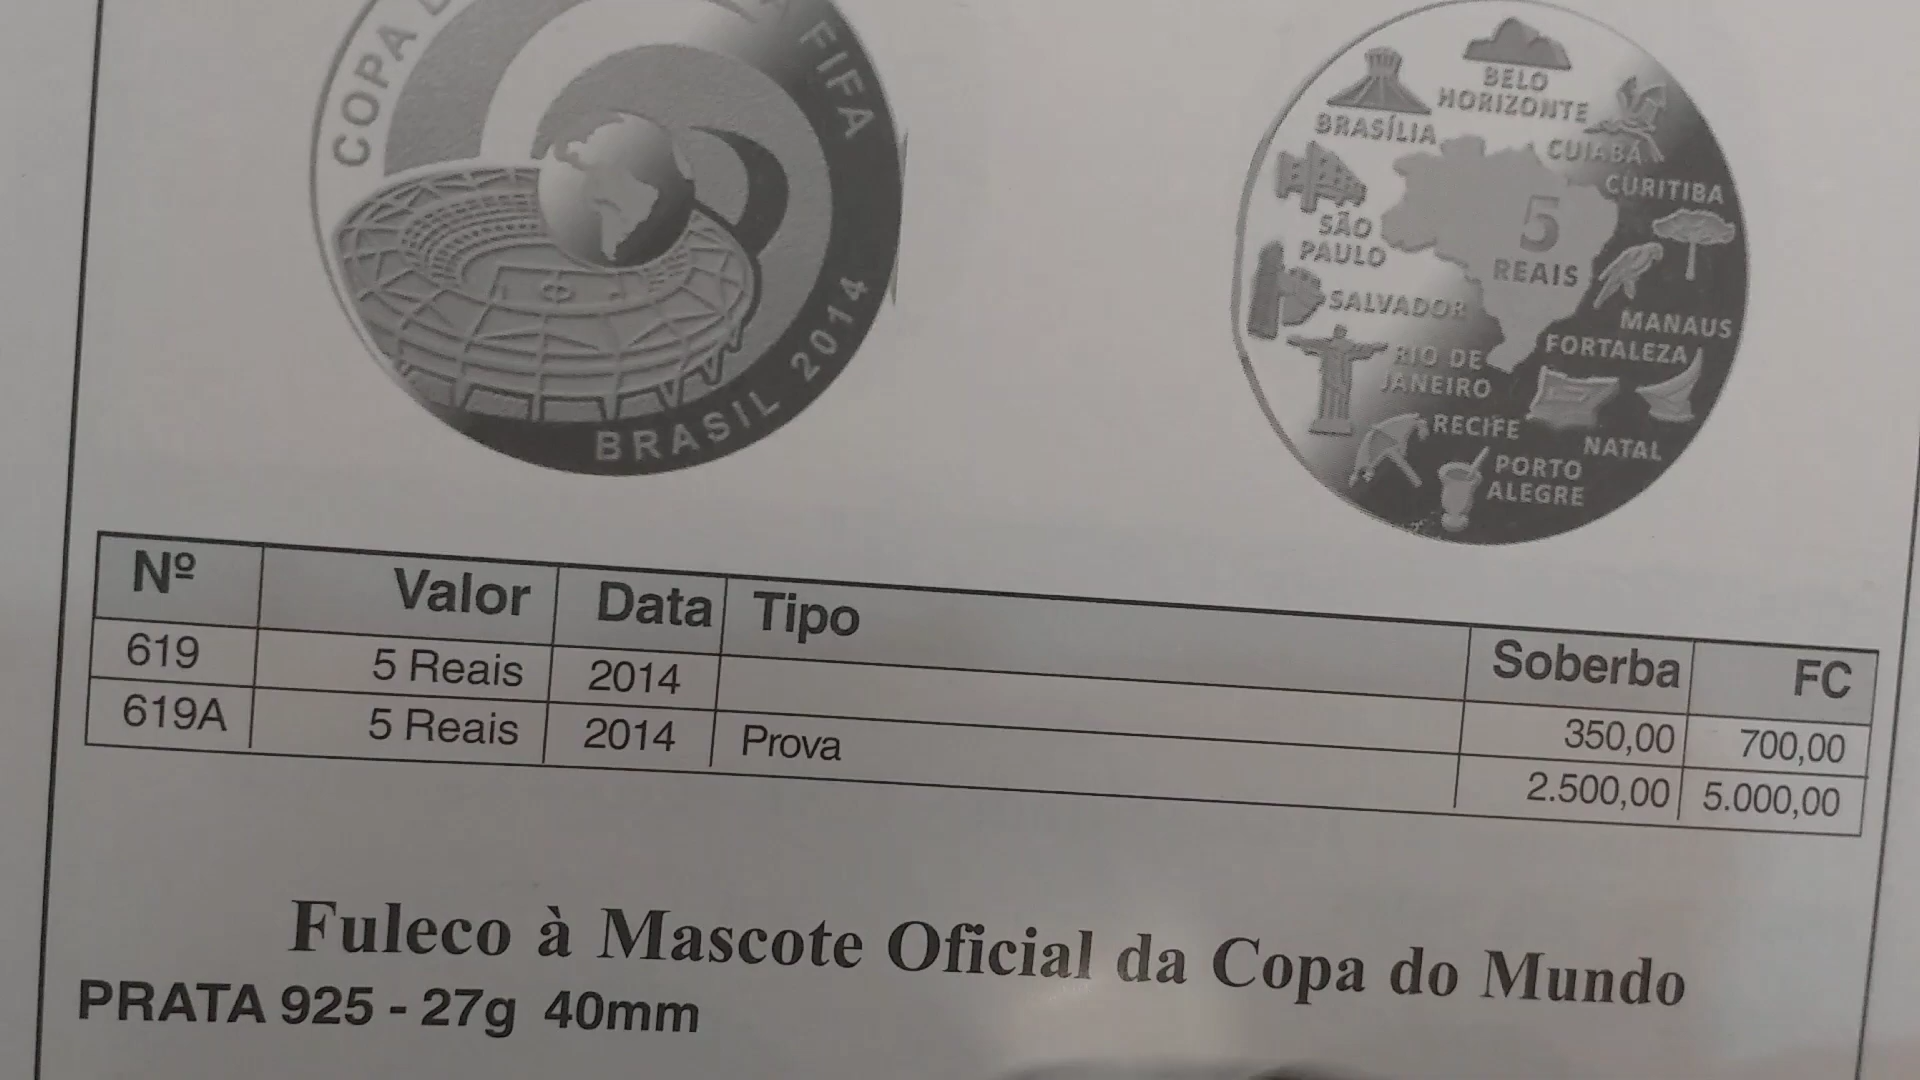 COPA
FIFA
BRASIL 2014
BELO
HORIZONTE
BRASÍLIA
CUIABÁ
CURITIBA
SÃO
PAULO
5
REAIS
SALVADOR
MANAUS
FORTALEZA
RIO DE
JANEIRO
RECIFE
NATAL
PORTO
ALEGRE
Nº Valor Data Tipo Soberba FC
619 5 Reais 2014 350,00 700,00
619A 5 Reais 2014 Prova 2.500,00 5.000,00
Fuleco à Mascote Oficial da Copa do Mundo
PRATA 925 - 27g 40mm